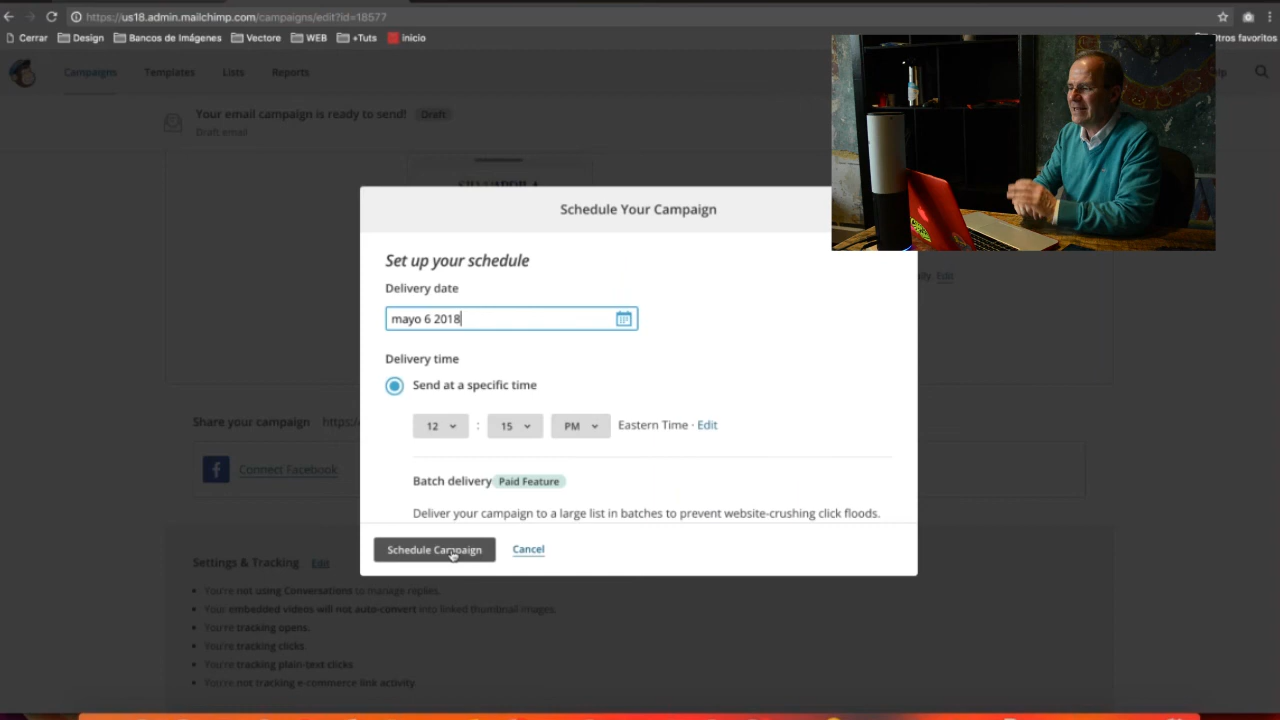 https://us18.admin.mailchimp.com/campaigns/edit?id=18577
Cerrar Design Bancos de Imágenes Vectore WEB +Tuts Inicio
tros favoritos
Campaigns Templates Lists Reports
Your email campaign is ready to send! Draft
Draft email
Schedule Your Campaign
Set up your schedule
Delivery date
Edit
mayo 6 2018
Delivery time
Send at a specific time
Share your campaign https:/
12 : 15 PM Eastern Time · Edit
Connect Facebook
Batch delivery Paid Feature
Deliver your campaign to a large list in batches to prevent website-crushing click floods.
Schedule Campaign Cancel
Settings & Tracking Edit
You're not using Conversations to manage replies.
Your embedded videos will not auto-convert into linked thumbnail images.
You're tracking opens.
You're tracking clicks.
You're tracking plain-text clicks.
You're not tracking e-commerce link activity.